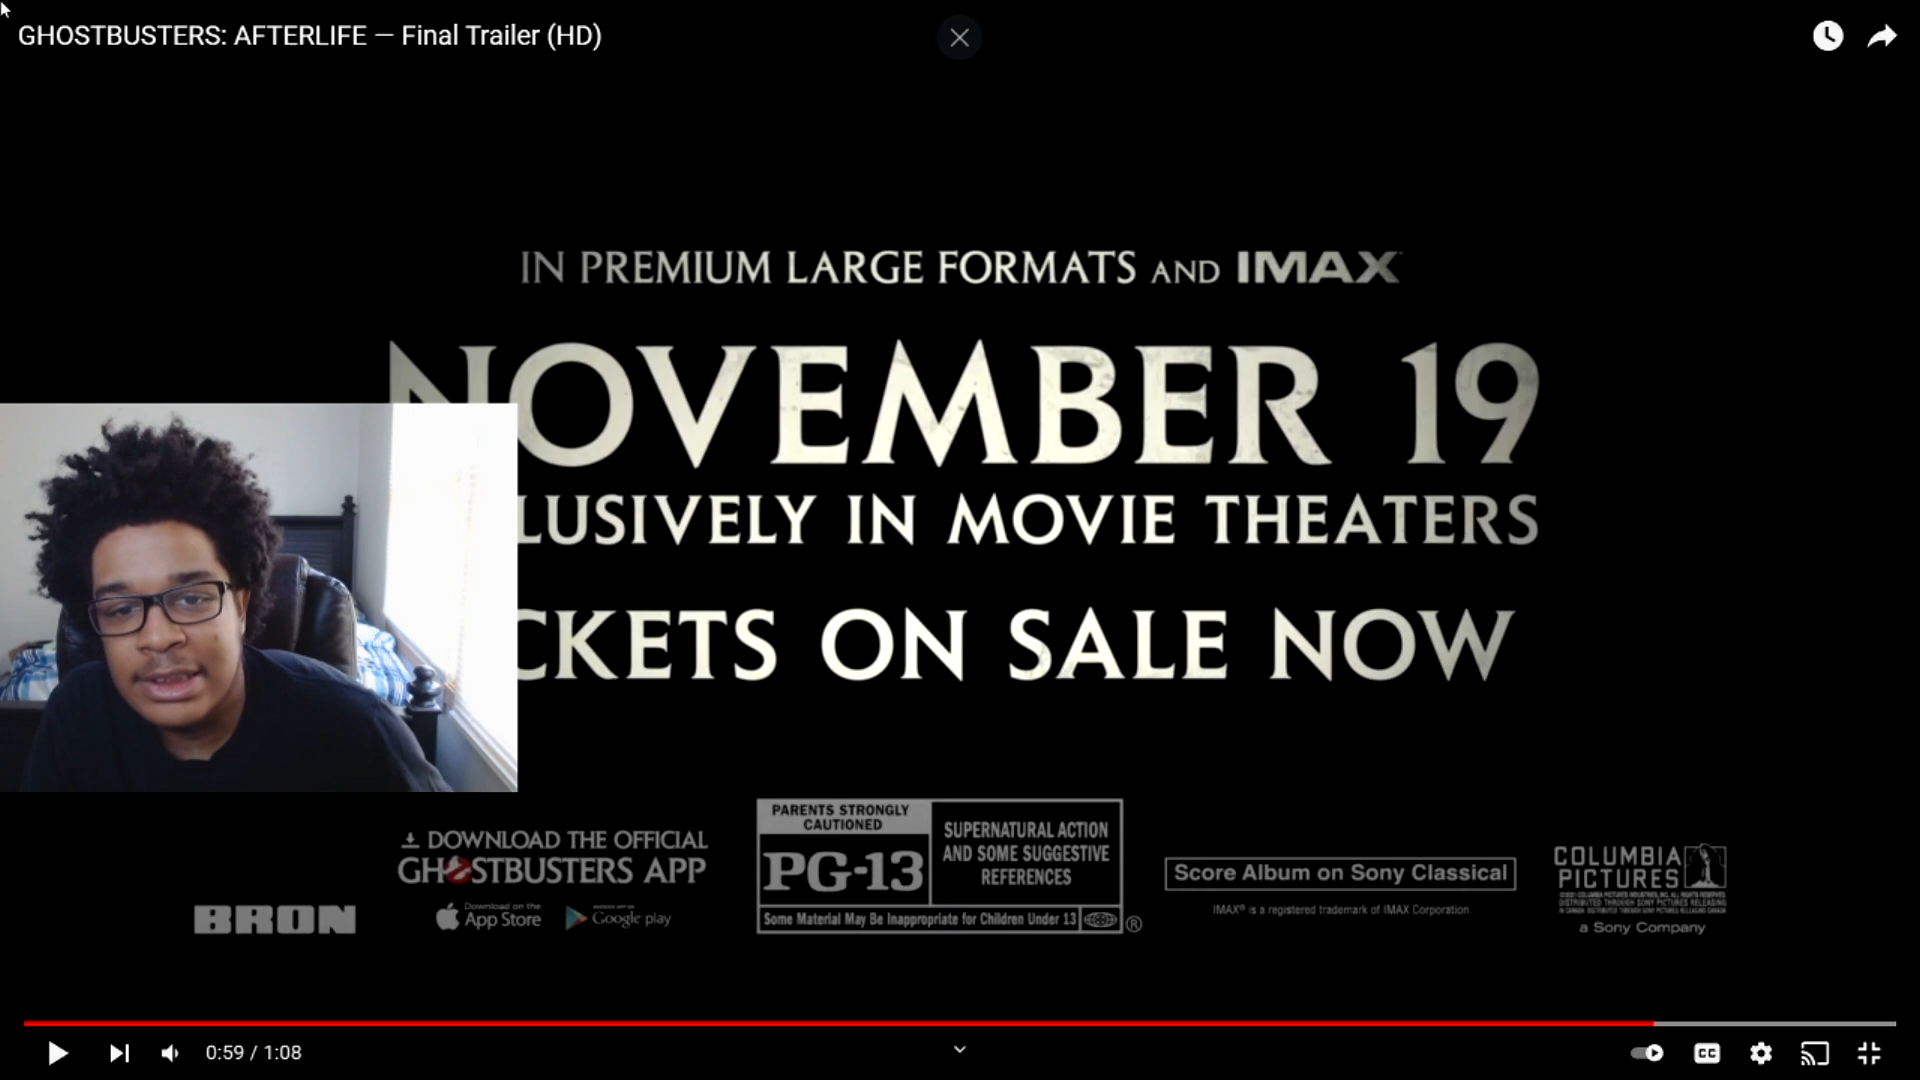 GHOSTBUSTERS: AFTERLIFE — Final Trailer (HD)
IN PREMIUM LARGE FORMATS AND IMAX
NOVEMBER 19
LUSIVELY IN MOVIE THEATERS
CKETS ON SALE NOW
DOWNLOAD THE OFFICIAL
GHOSTBUSTERS APP
Download on the
App Store
Google play
BRON
PARENTS STRONGLY
CAUTIONED
PG-13
SUPERNATURAL ACTION
AND SOME SUGGESTIVE
REFERENCES
Some Material May Be Inappropriate for Children Under 13
®
Score Album on Sony Classical
IMAX® is a registered trademark of IMAX Corporation.
COLUMBIA
PICTURES
a Sony Company
0:59 / 1:08
CC